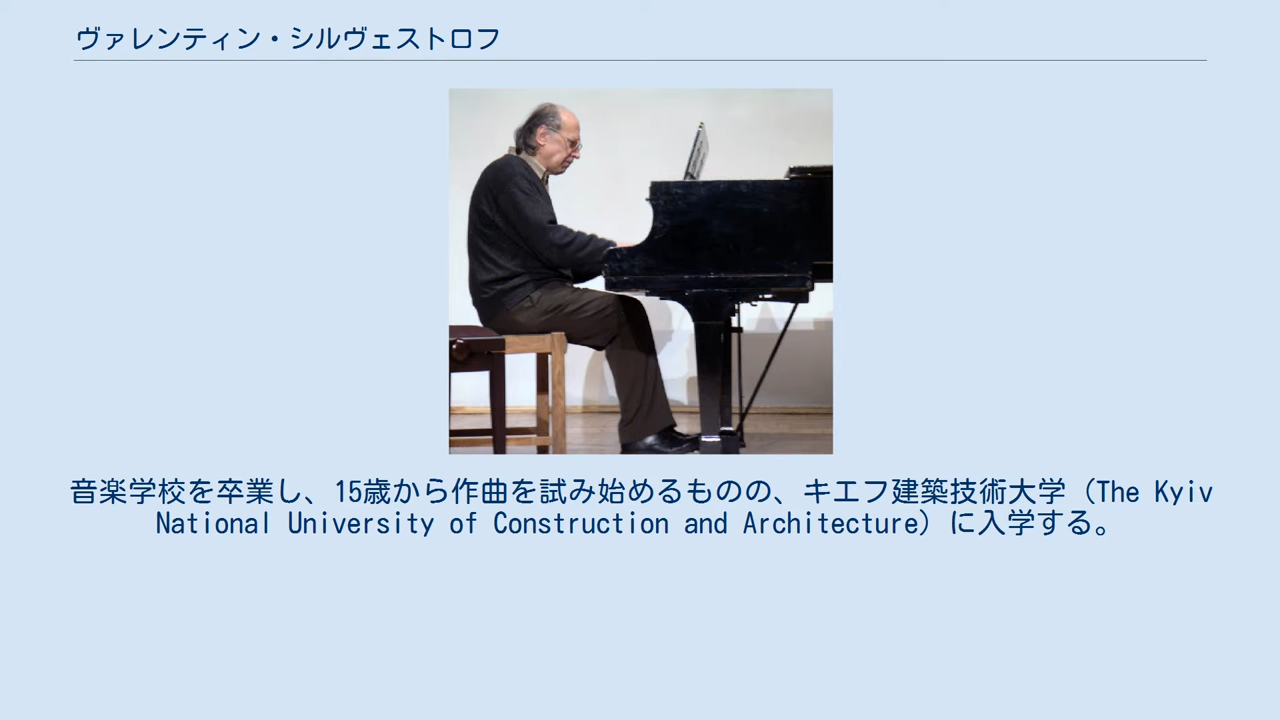 ヴァレンティン・シルヴェストロフ
音楽学校を卒業し、15歳から作曲を試み始めるものの、キエフ建築技術大学（The Kyiv
National University of Construction and Architecture）に入学する。